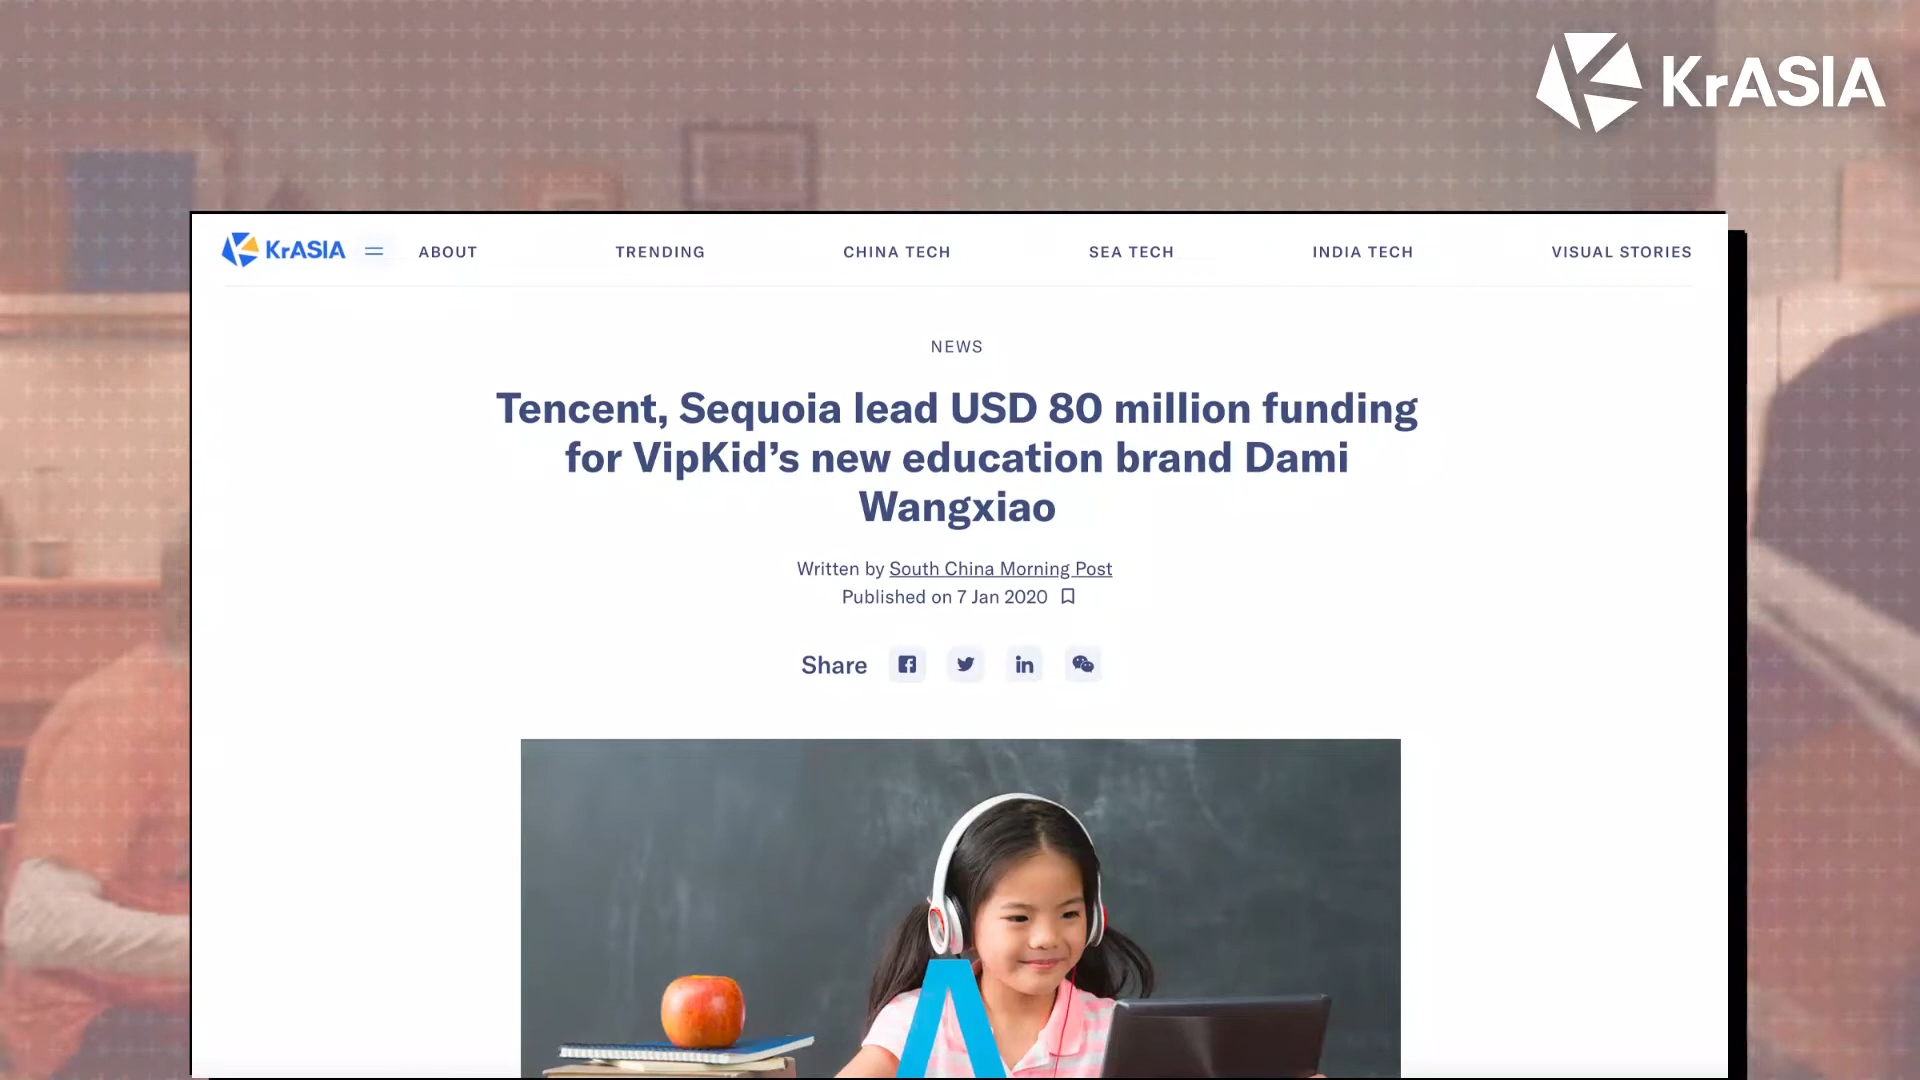 KrASIA
KrASIA
ABOUT
TRENDING
CHINA TECH
SEA TECH
INDIA TECH
VISUAL STORIES
NEWS
Tencent, Sequoia lead USD 80 million funding
for VipKid’s new education brand Dami
Wangxiao
Written by South China Morning Post
Published on 7 Jan 2020
Share
A